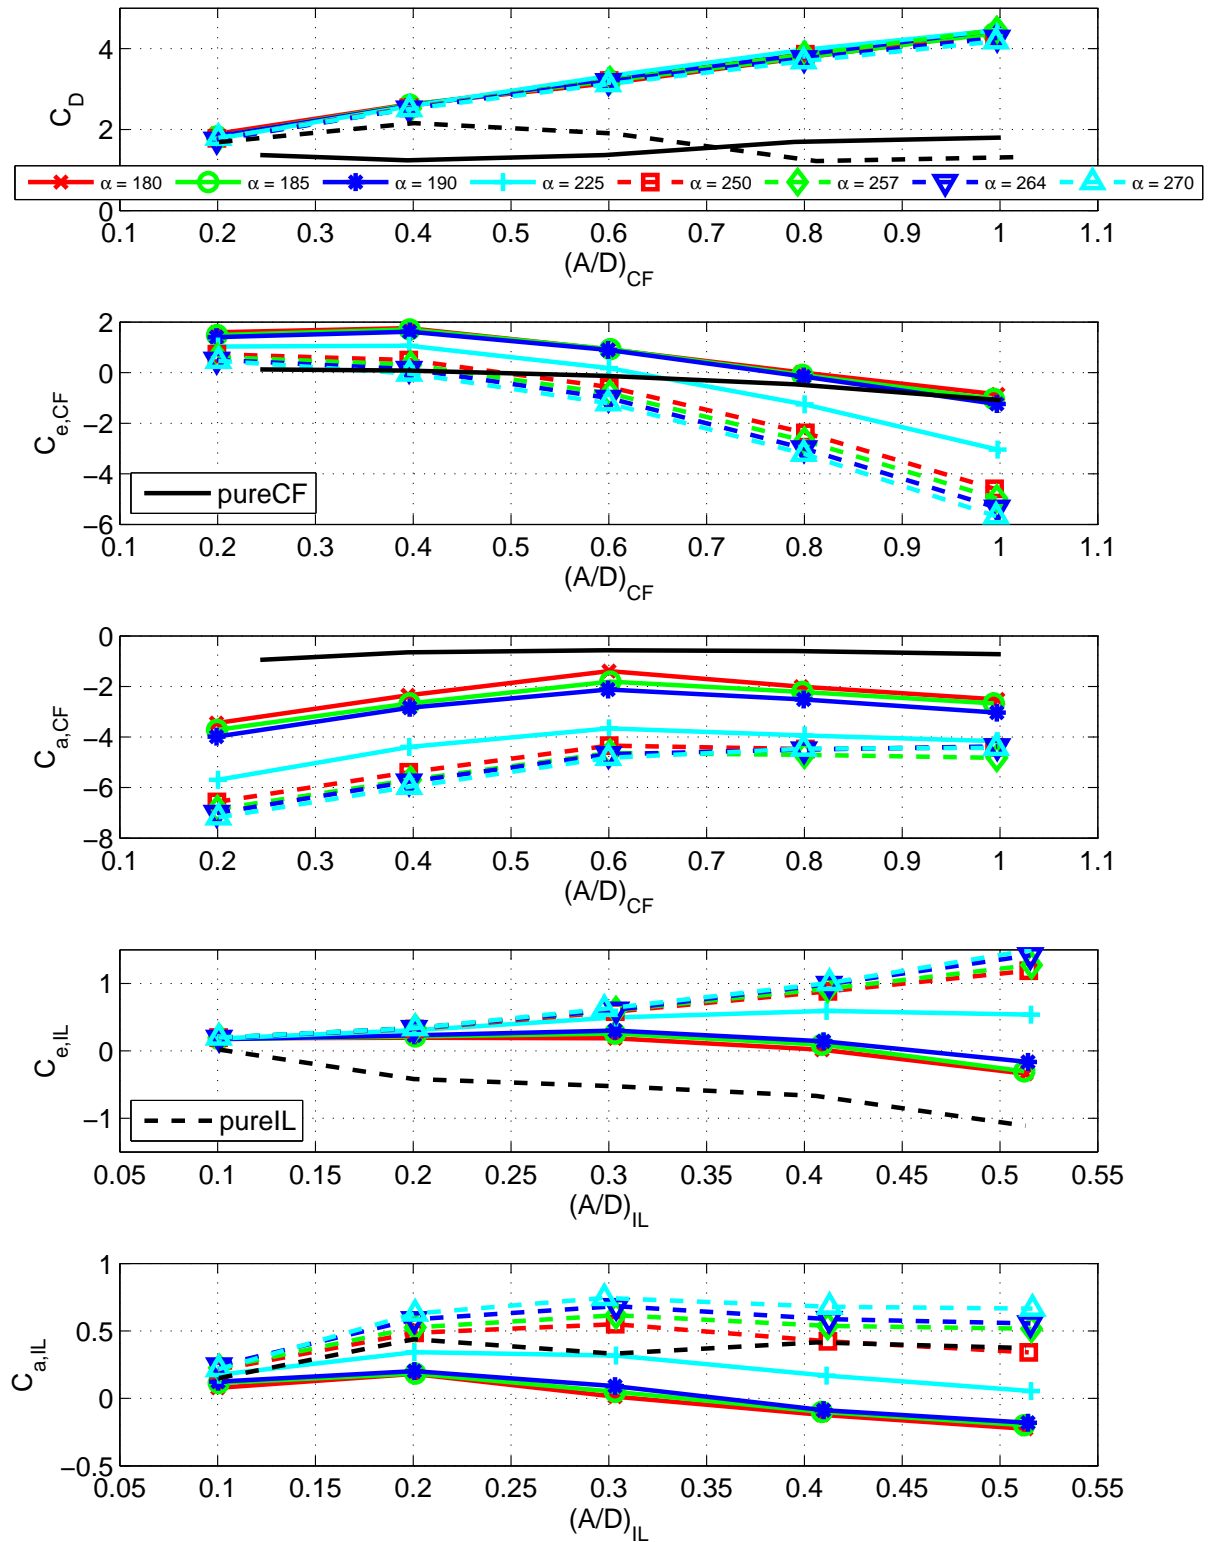 4
2
0
C_D
α = 180 α = 185 α = 190 α = 225 α = 250 α = 257 α = 264 α = 270
0.1 0.2 0.3 0.4 0.5 0.6 0.7 0.8 0.9 1 1.1
(A/D)_CF
2
0
−2
−4
−6
C_e,CF
pureCF
0.1 0.2 0.3 0.4 0.5 0.6 0.7 0.8 0.9 1 1.1
(A/D)_CF
0
−2
−4
−6
−8
C_a,CF
0.1 0.2 0.3 0.4 0.5 0.6 0.7 0.8 0.9 1 1.1
(A/D)_CF
1
0
−1
C_e,IL
pureIL
0.05 0.1 0.15 0.2 0.25 0.3 0.35 0.4 0.45 0.5 0.55
(A/D)_IL
1
0.5
0
−0.5
C_a,IL
0.05 0.1 0.15 0.2 0.25 0.3 0.35 0.4 0.45 0.5 0.55
(A/D)_IL